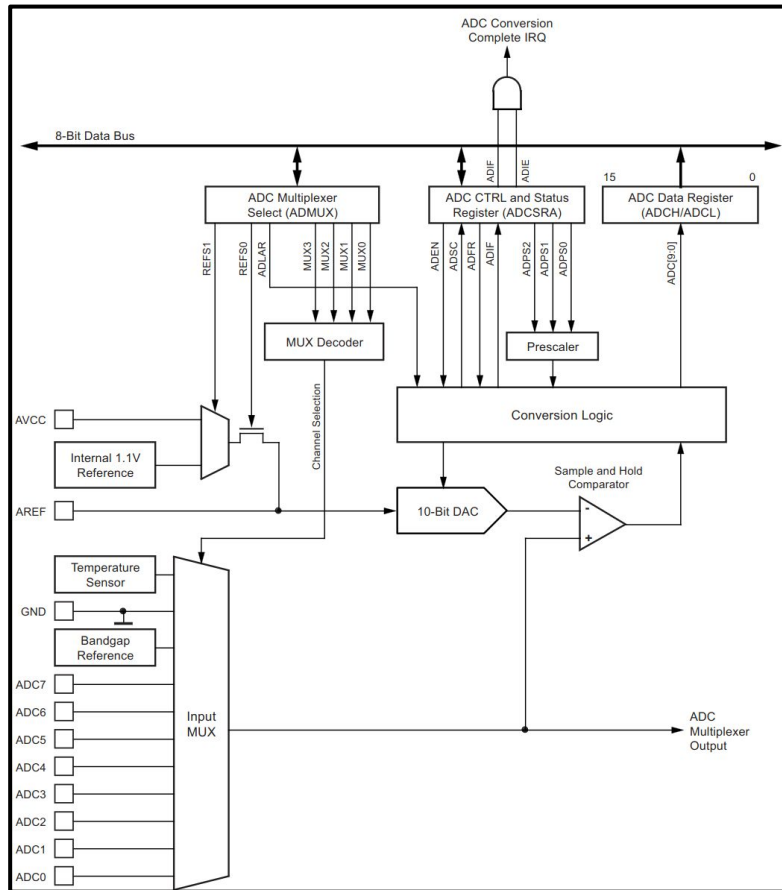 ADC Conversion
Complete IRQ
8-Bit Data Bus
ADIF
ADIE
15
0
ADC Multiplexer
Select (ADMUX)
ADC CTRL and Status
Register (ADCSRA)
ADC Data Register
(ADCH/ADCL)
REFS1
REFS0
ADLAR
MUX3
MUX2
MUX1
MUX0
ADEN
ADSC
ADFR
ADIF
ADPS2
ADPS1
ADPS0
ADC[9:0]
MUX Decoder
Prescaler
Channel Selection
Conversion Logic
AVCC
Internal 1.1V
Reference
Sample and Hold
Comparator
AREF
10-Bit DAC
-
+
Temperature
Sensor
GND
Bandgap
Reference
ADC7
ADC6
ADC5
ADC4
ADC3
ADC2
ADC1
ADC0
Input
MUX
ADC
Multiplexer
Output